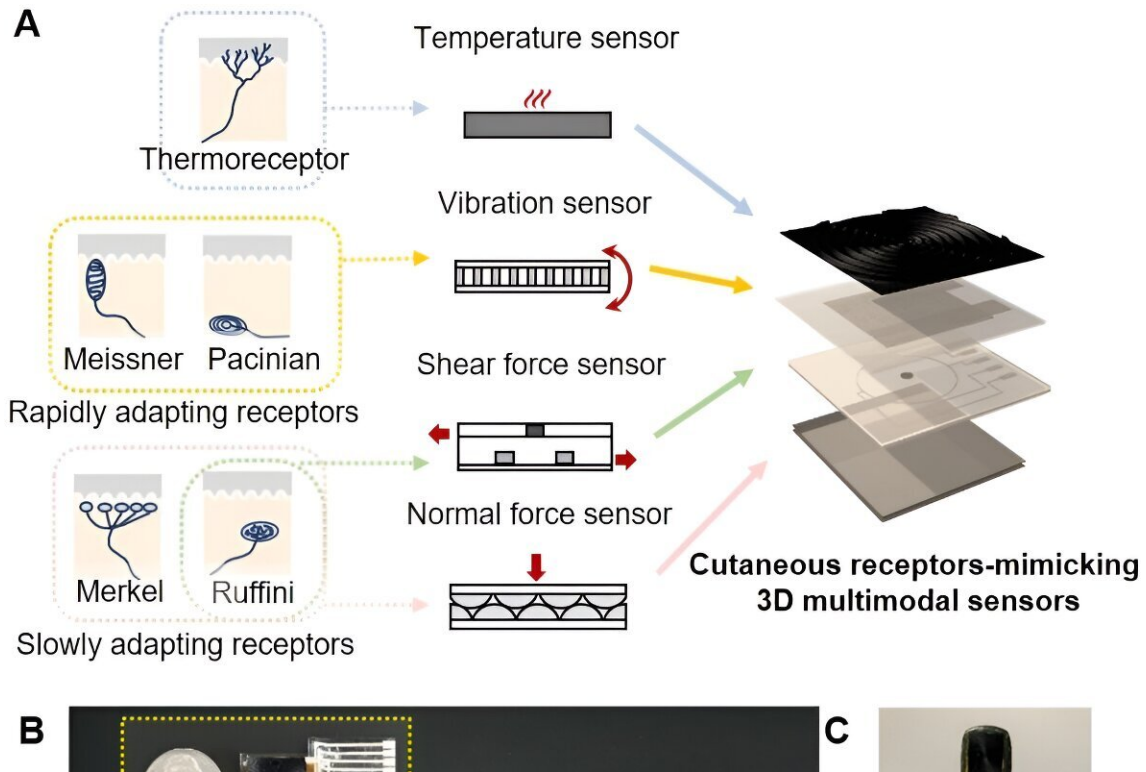 A
Temperature sensor
Thermoreceptor
Vibration sensor
Meissner
Pacinian
Shear force sensor
Rapidly adapting receptors
Normal force sensor
Merkel
Ruffini
Slowly adapting receptors
Cutaneous receptors-mimicking
3D multimodal sensors
B
C